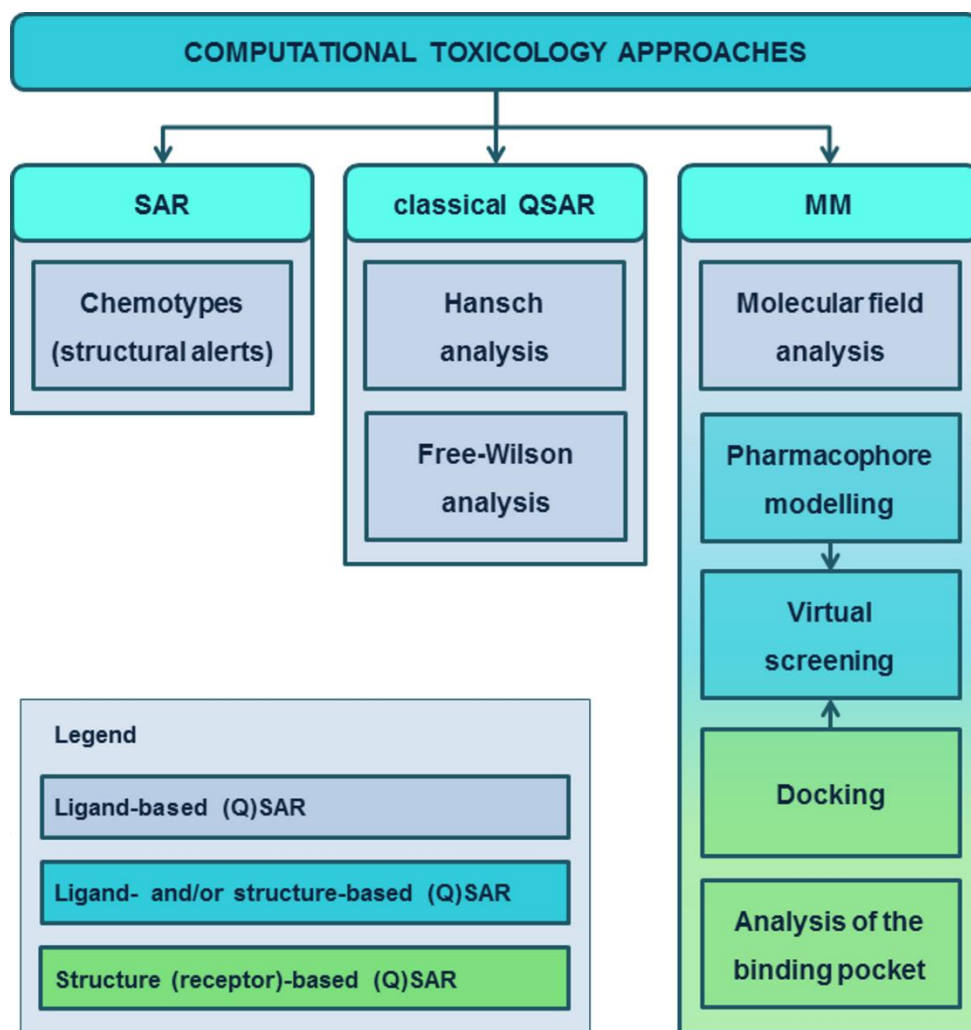 COMPUTATIONAL TOXICOLOGY APPROACHES
SAR
Chemotypes
(structural alerts)
classical QSAR
Hansch
analysis
Free-Wilson
analysis
MM
Molecular field
analysis
Pharmacophore
modelling
Virtual
screening
Docking
Analysis of the
binding pocket
Legend
Ligand-based (Q)SAR
Ligand- and/or structure-based (Q)SAR
Structure (receptor)-based (Q)SAR